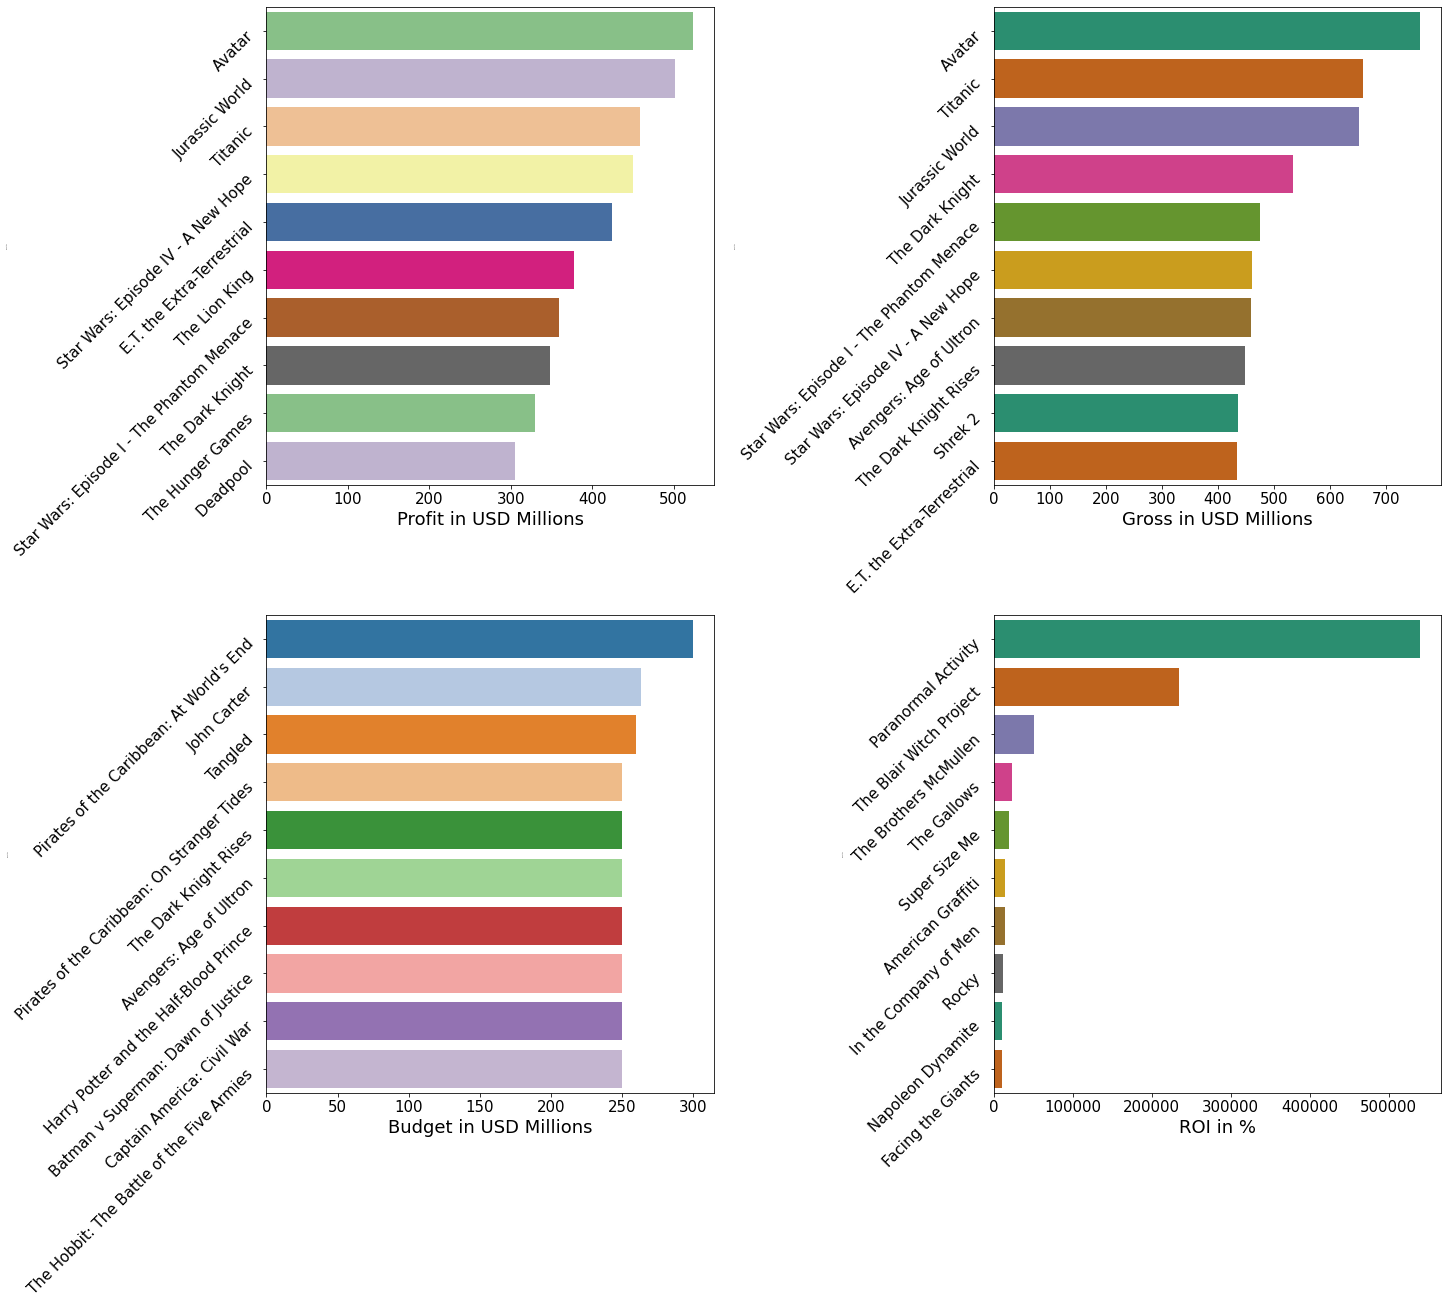 Avatar
Jurassic World
Titanic
Star Wars: Episode IV - A New Hope
E.T. the Extra-Terrestrial
The Lion King
Star Wars: Episode I - The Phantom Menace
The Dark Knight
The Hunger Games
Deadpool
0 100 200 300 400 500
Profit in USD Millions
Avatar
Titanic
Jurassic World
The Dark Knight
Star Wars: Episode I - The Phantom Menace
Star Wars: Episode IV - A New Hope
Avengers: Age of Ultron
The Dark Knight Rises
Shrek 2
E.T. the Extra-Terrestrial
0 100 200 300 400 500 600 700
Gross in USD Millions
Pirates of the Caribbean: At World's End
John Carter
Tangled
Pirates of the Caribbean: On Stranger Tides
The Dark Knight Rises
Avengers: Age of Ultron
Harry Potter and the Half-Blood Prince
Batman v Superman: Dawn of Justice
Captain America: Civil War
The Hobbit: The Battle of the Five Armies
0 50 100 150 200 250 300
Budget in USD Millions
Paranormal Activity
The Blair Witch Project
The Brothers McMullen
The Gallows
Super Size Me
American Graffiti
In the Company of Men
Rocky
Napoleon Dynamite
Facing the Giants
0 100000 200000 300000 400000 500000
ROI in %